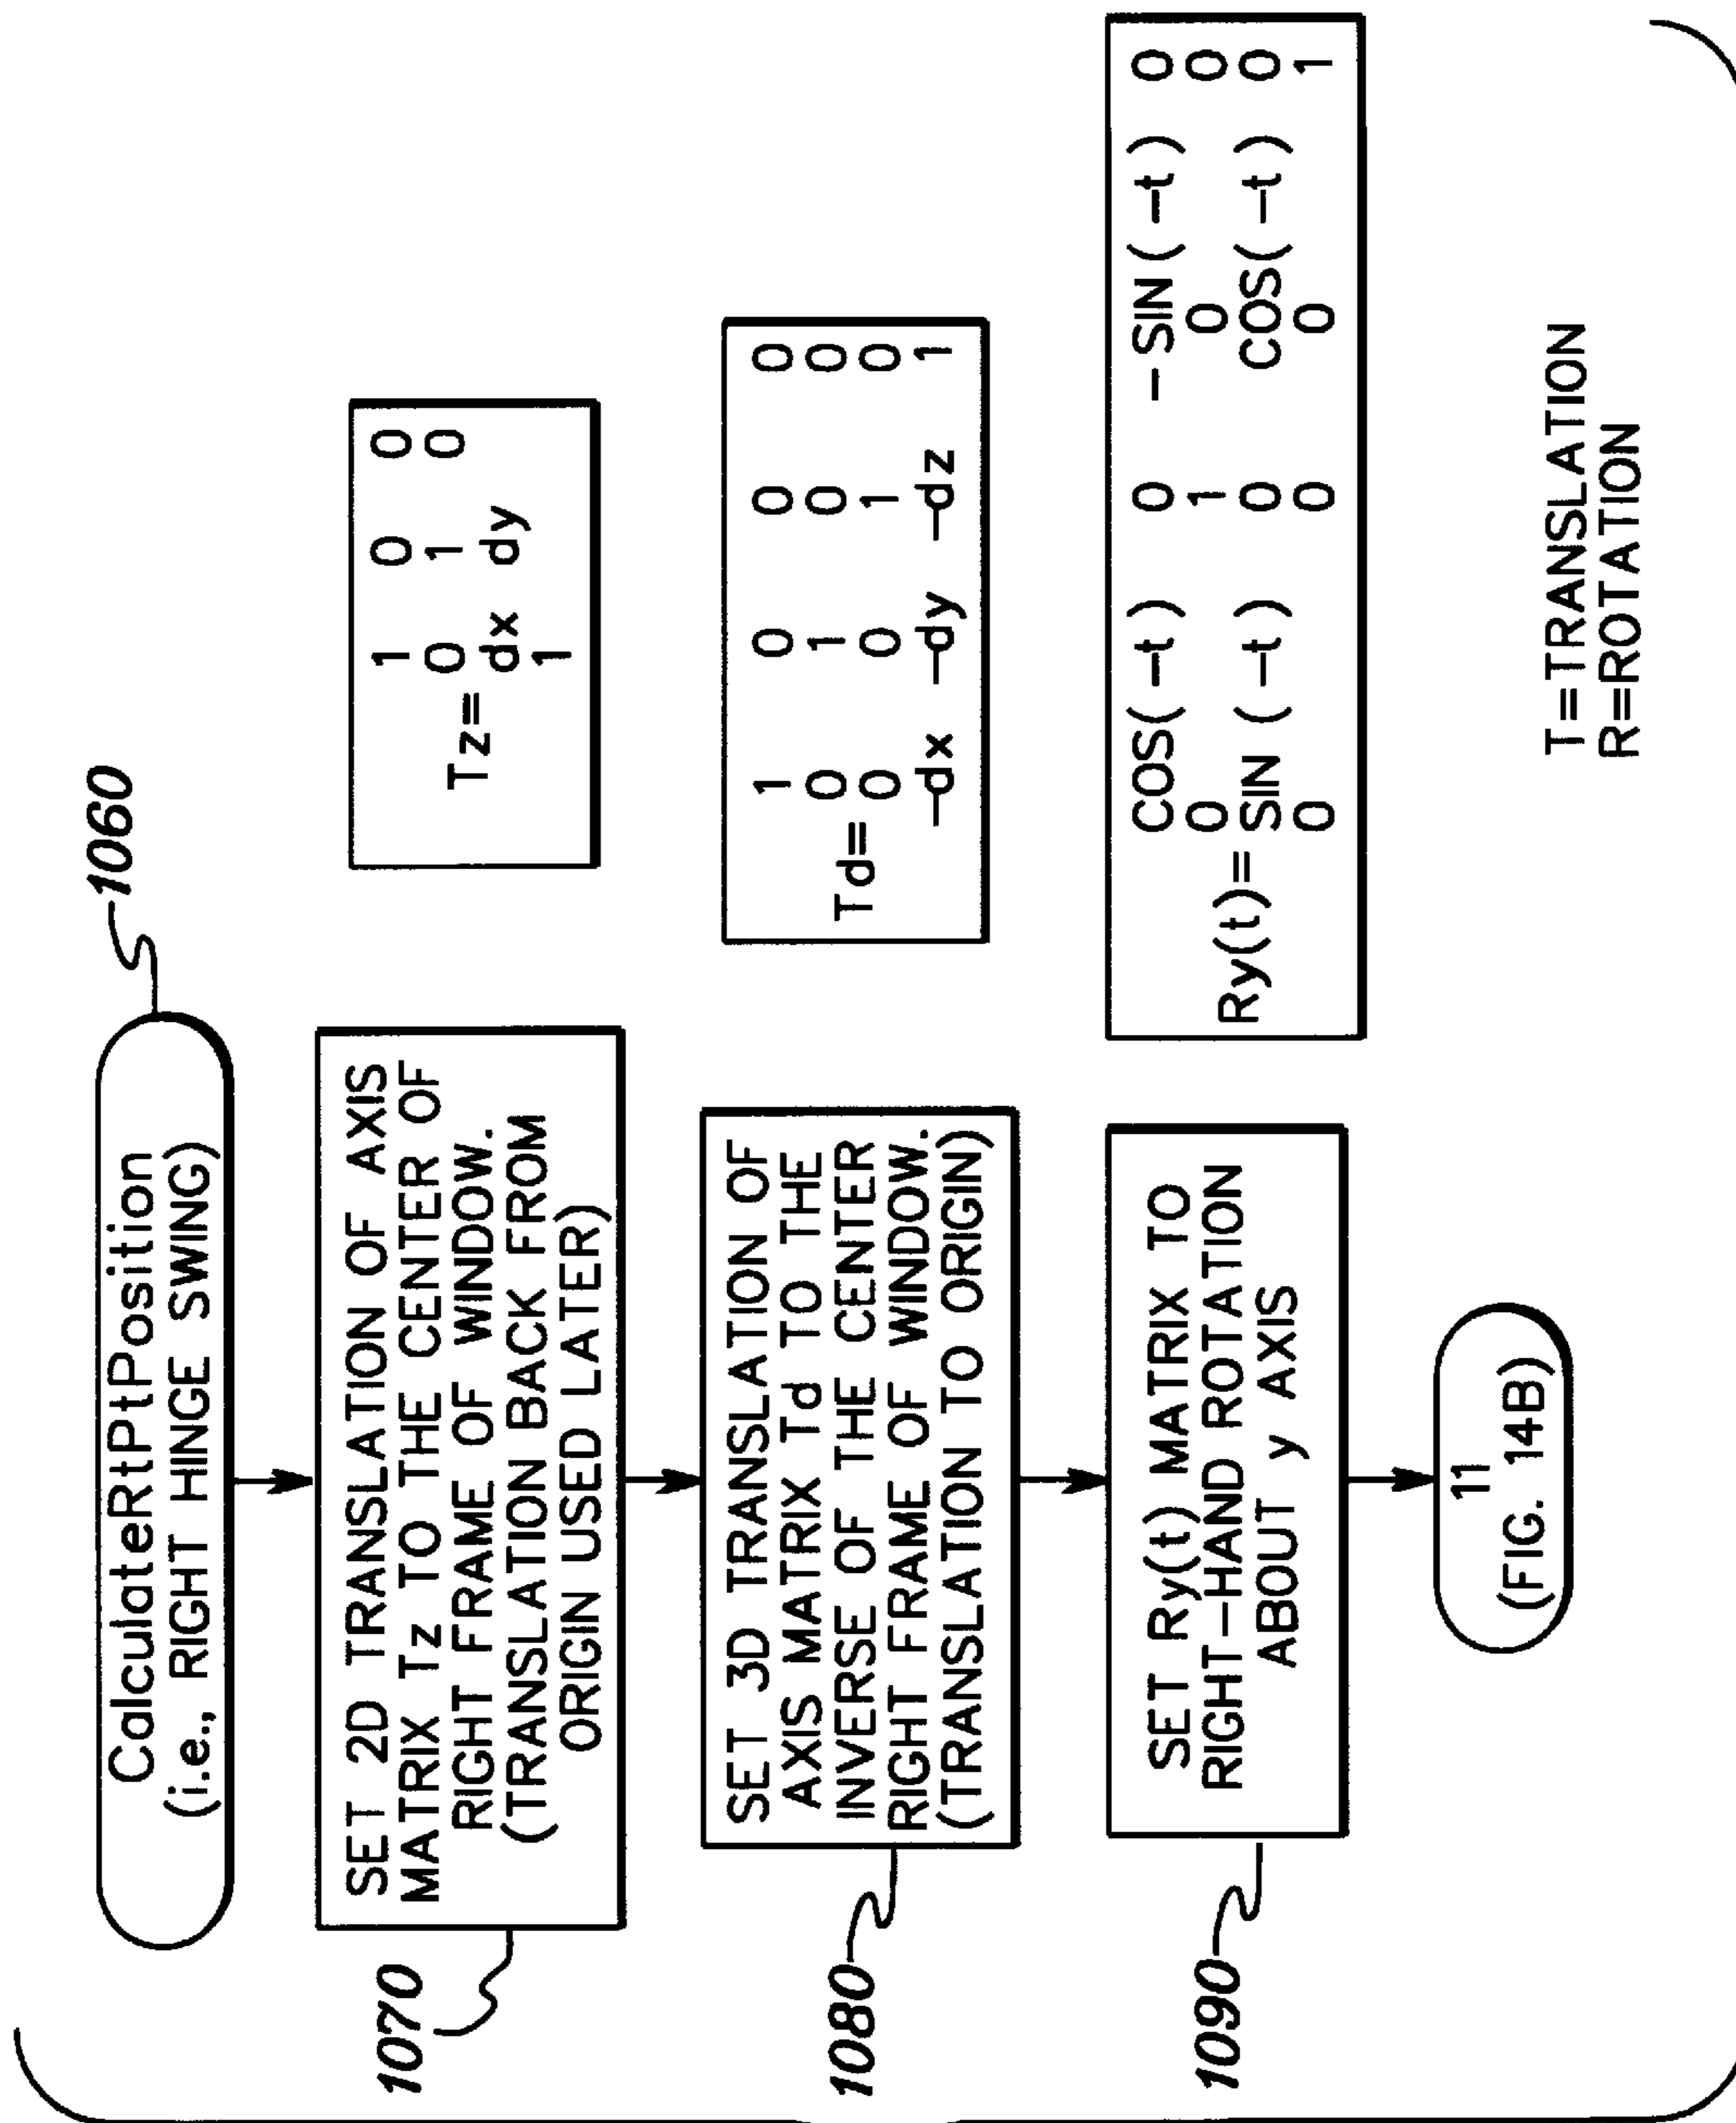 1060
CalculateRtPtPosition
(i.e., RIGHT HINGE SWING)
1070
SET 2D TRANSLATION OF AXIS
MATRIX Tz TO THE CENTER OF
RIGHT FRAME OF WINDOW.
(TRANSLATION BACK FROM
ORIGIN USED LATER)
1 0 0
0 1 0
Tz= dx dy
1
1080
SET 3D TRANSLATION OF
AXIS MATRIX Td TO THE
INVERSE OF THE CENTER
RIGHT FRAME OF WINDOW.
(TRANSLATION TO ORIGIN)
1 0 0 0
0 1 0 0
Td= 0 0 1 0
-dx -dy -dz 1
1090
SET Ry(t) MATRIX TO
RIGHT-HAND ROTATION
ABOUT y AXIS
COS(-t) 0 -SIN(-t) 0
0 1 0 0
Ry(t)= SIN (-t) 0 COS(-t) 0
0 0 0 1
11
(FIG. 14B)
T=TRANSLATION
R=ROTATION